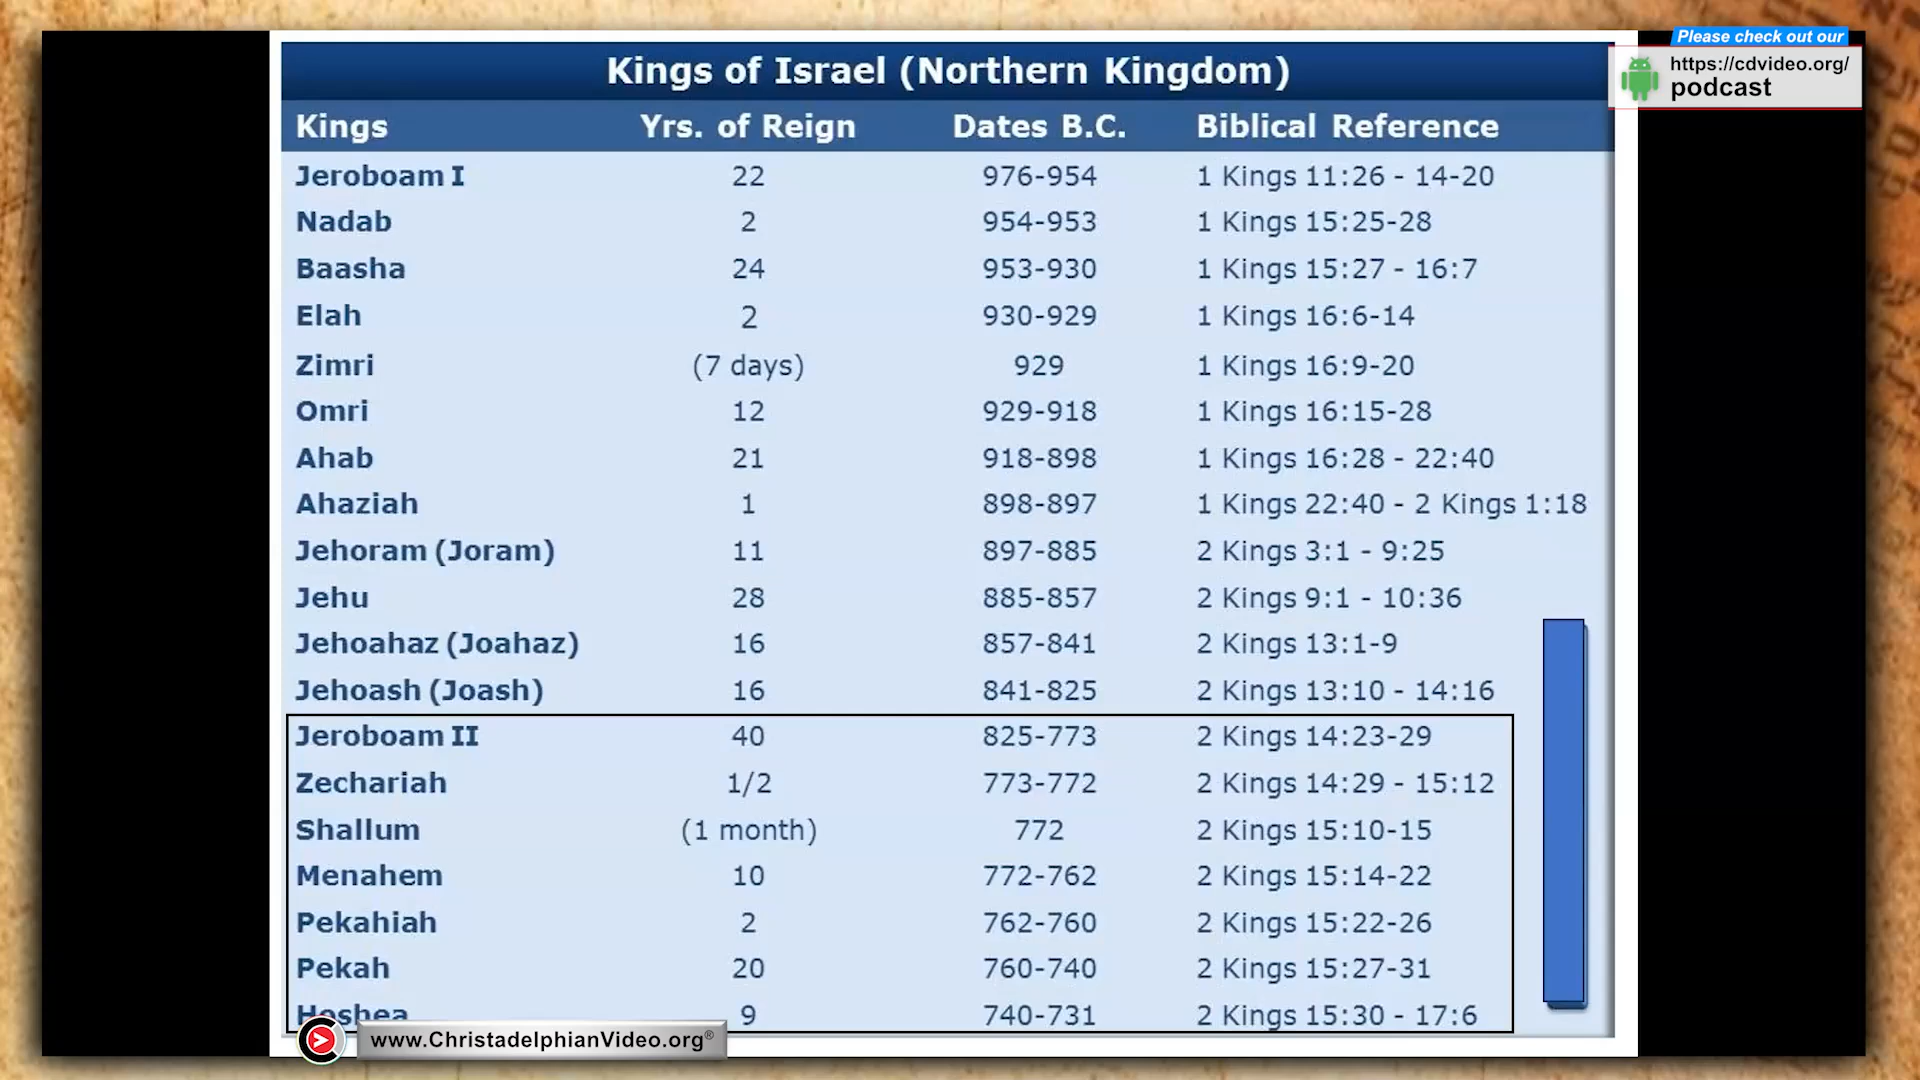 Please check out our
https://cdvideo.org/
podcast
Kings of Israel (Northern Kingdom)
Kings Yrs. of Reign Dates B.C. Biblical Reference
Jeroboam I 22 976-954 1 Kings 11:26 - 14-20
Nadab 2 954-953 1 Kings 15:25-28
Baasha 24 953-930 1 Kings 15:27 - 16:7
Elah 2 930-929 1 Kings 16:6-14
Zimri (7 days) 929 1 Kings 16:9-20
Omri 12 929-918 1 Kings 16:15-28
Ahab 21 918-898 1 Kings 16:28 - 22:40
Ahaziah 1 898-897 1 Kings 22:40 - 2 Kings 1:18
Jehoram (Joram) 11 897-885 2 Kings 3:1 - 9:25
Jehu 28 885-857 2 Kings 9:1 - 10:36
Jehoahaz (Joahaz) 16 857-841 2 Kings 13:1-9
Jehoash (Joash) 16 841-825 2 Kings 13:10 - 14:16
Jeroboam II 40 825-773 2 Kings 14:23-29
Zechariah 1/2 773-772 2 Kings 14:29 - 15:12
Shallum (1 month) 772 2 Kings 15:10-15
Menahem 10 772-762 2 Kings 15:14-22
Pekahiah 2 762-760 2 Kings 15:22-26
Pekah 20 760-740 2 Kings 15:27-31
Hoshea 9 740-731 2 Kings 15:30 - 17:6
www.ChristadelphianVideo.org®